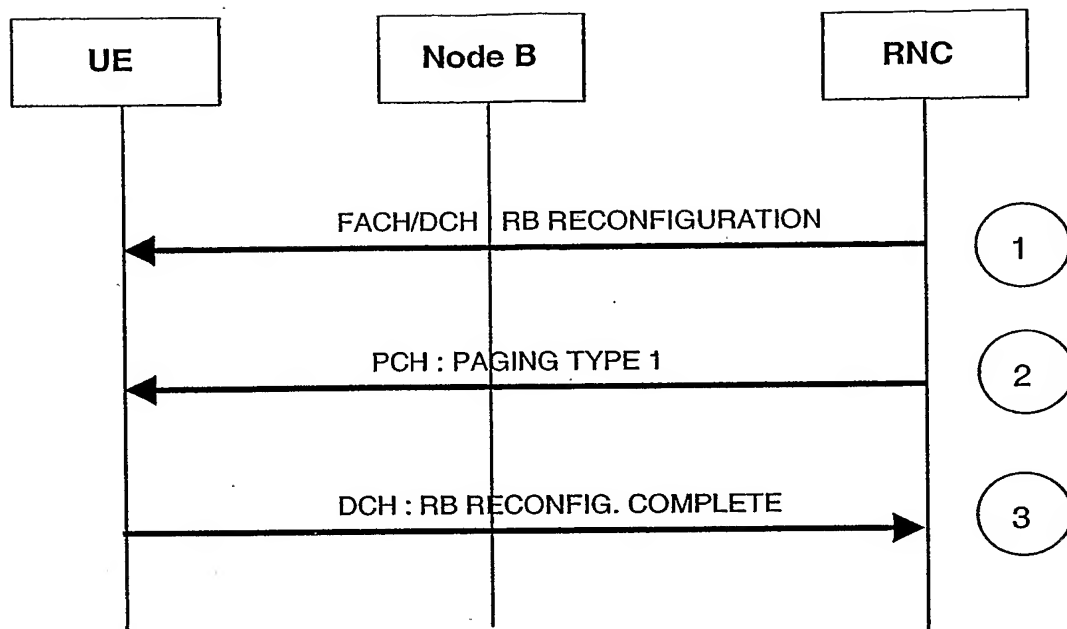 UE
Node B
RNC
FACH/DCH : RB RECONFIGURATION
1
PCH : PAGING TYPE 1
2
DCH : RB RECONFIG. COMPLETE
3